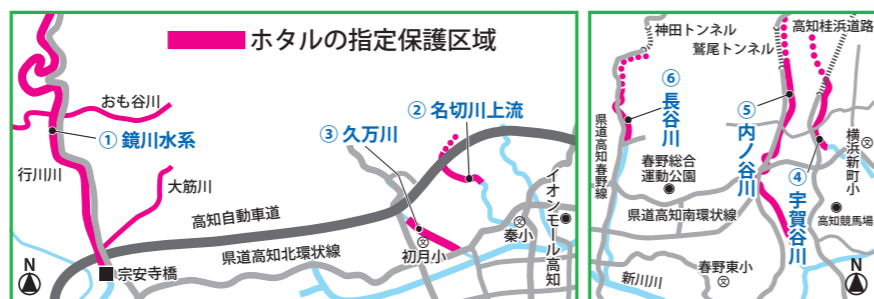 ホタルの指定保護区域
おも谷川
① 鏡川水系
行川川
大筋川
高知自動車道
県道高知北環状線
宗安寺橋
N
② 名切川上流
③ 久万川
文
初月小
文
秦小
イオンモール高知
神田トンネル
鷲尾トンネル
高知桂浜道路
⑥ 長谷川
⑤ 内ノ谷川
④ 宇賀谷川
県道高知春野線
春野総合
運動公園
県道高知南環状線
文
横浜新町小
高知競馬場
新川川
春野東小
文
N